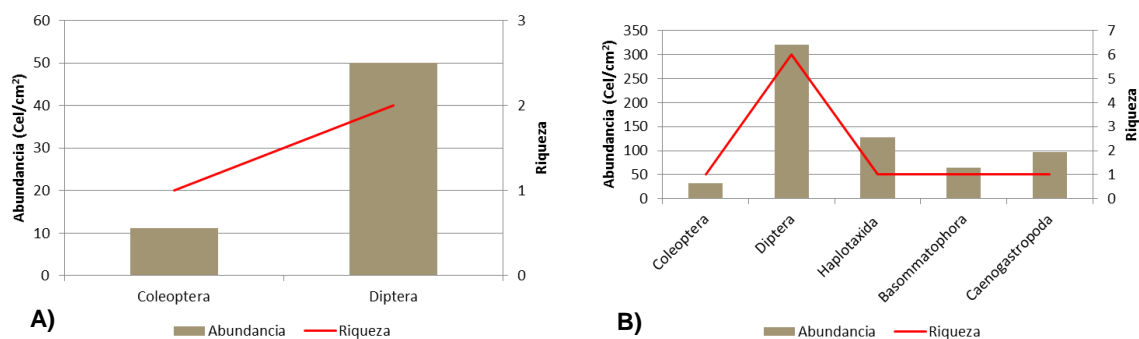 60
50
40
30
20
10
0
Abundancia (Cel/cm²)
3
2
1
0
Riqueza
Coleoptera
Diptera
Abundancia
Riqueza
A)
350
300
250
200
150
100
50
0
Abundancia (Cel/cm²)
7
6
5
4
3
2
1
0
Riqueza
Coleoptera
Diptera
Haplotaxida
Basommatophora
Caenogastropoda
Abundancia
Riqueza
B)